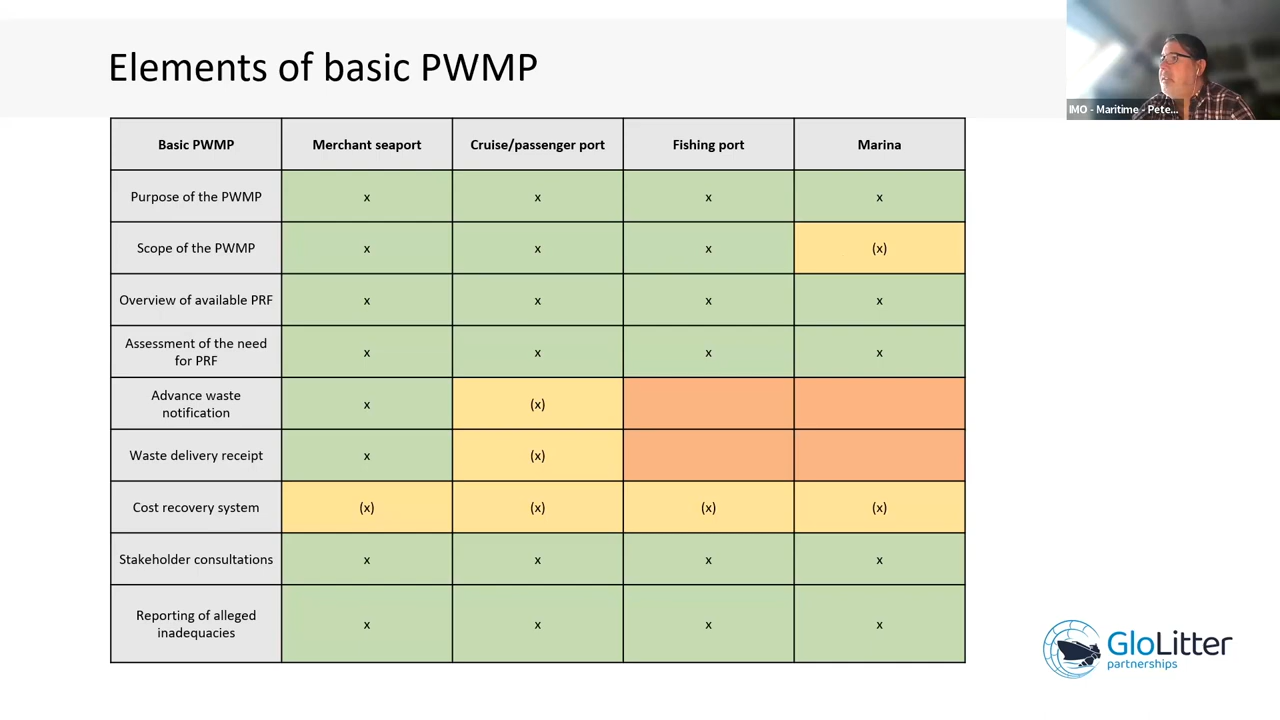 Elements of basic PWMP
IMO - Maritime - Pete...
Basic PWMP
Merchant seaport
Cruise/passenger port
Fishing port
Marina
Purpose of the PWMP
x
x
x
x
Scope of the PWMP
x
x
x
(x)
Overview of available PRF
x
x
x
x
Assessment of the need
for PRF
x
x
x
x
Advance waste
notification
x
(x)
Waste delivery receipt
x
(x)
Cost recovery system
(x)
(x)
(x)
(x)
Stakeholder consultations
x
x
x
x
Reporting of alleged
inadequacies
x
x
x
x
GloLitter
partnerships